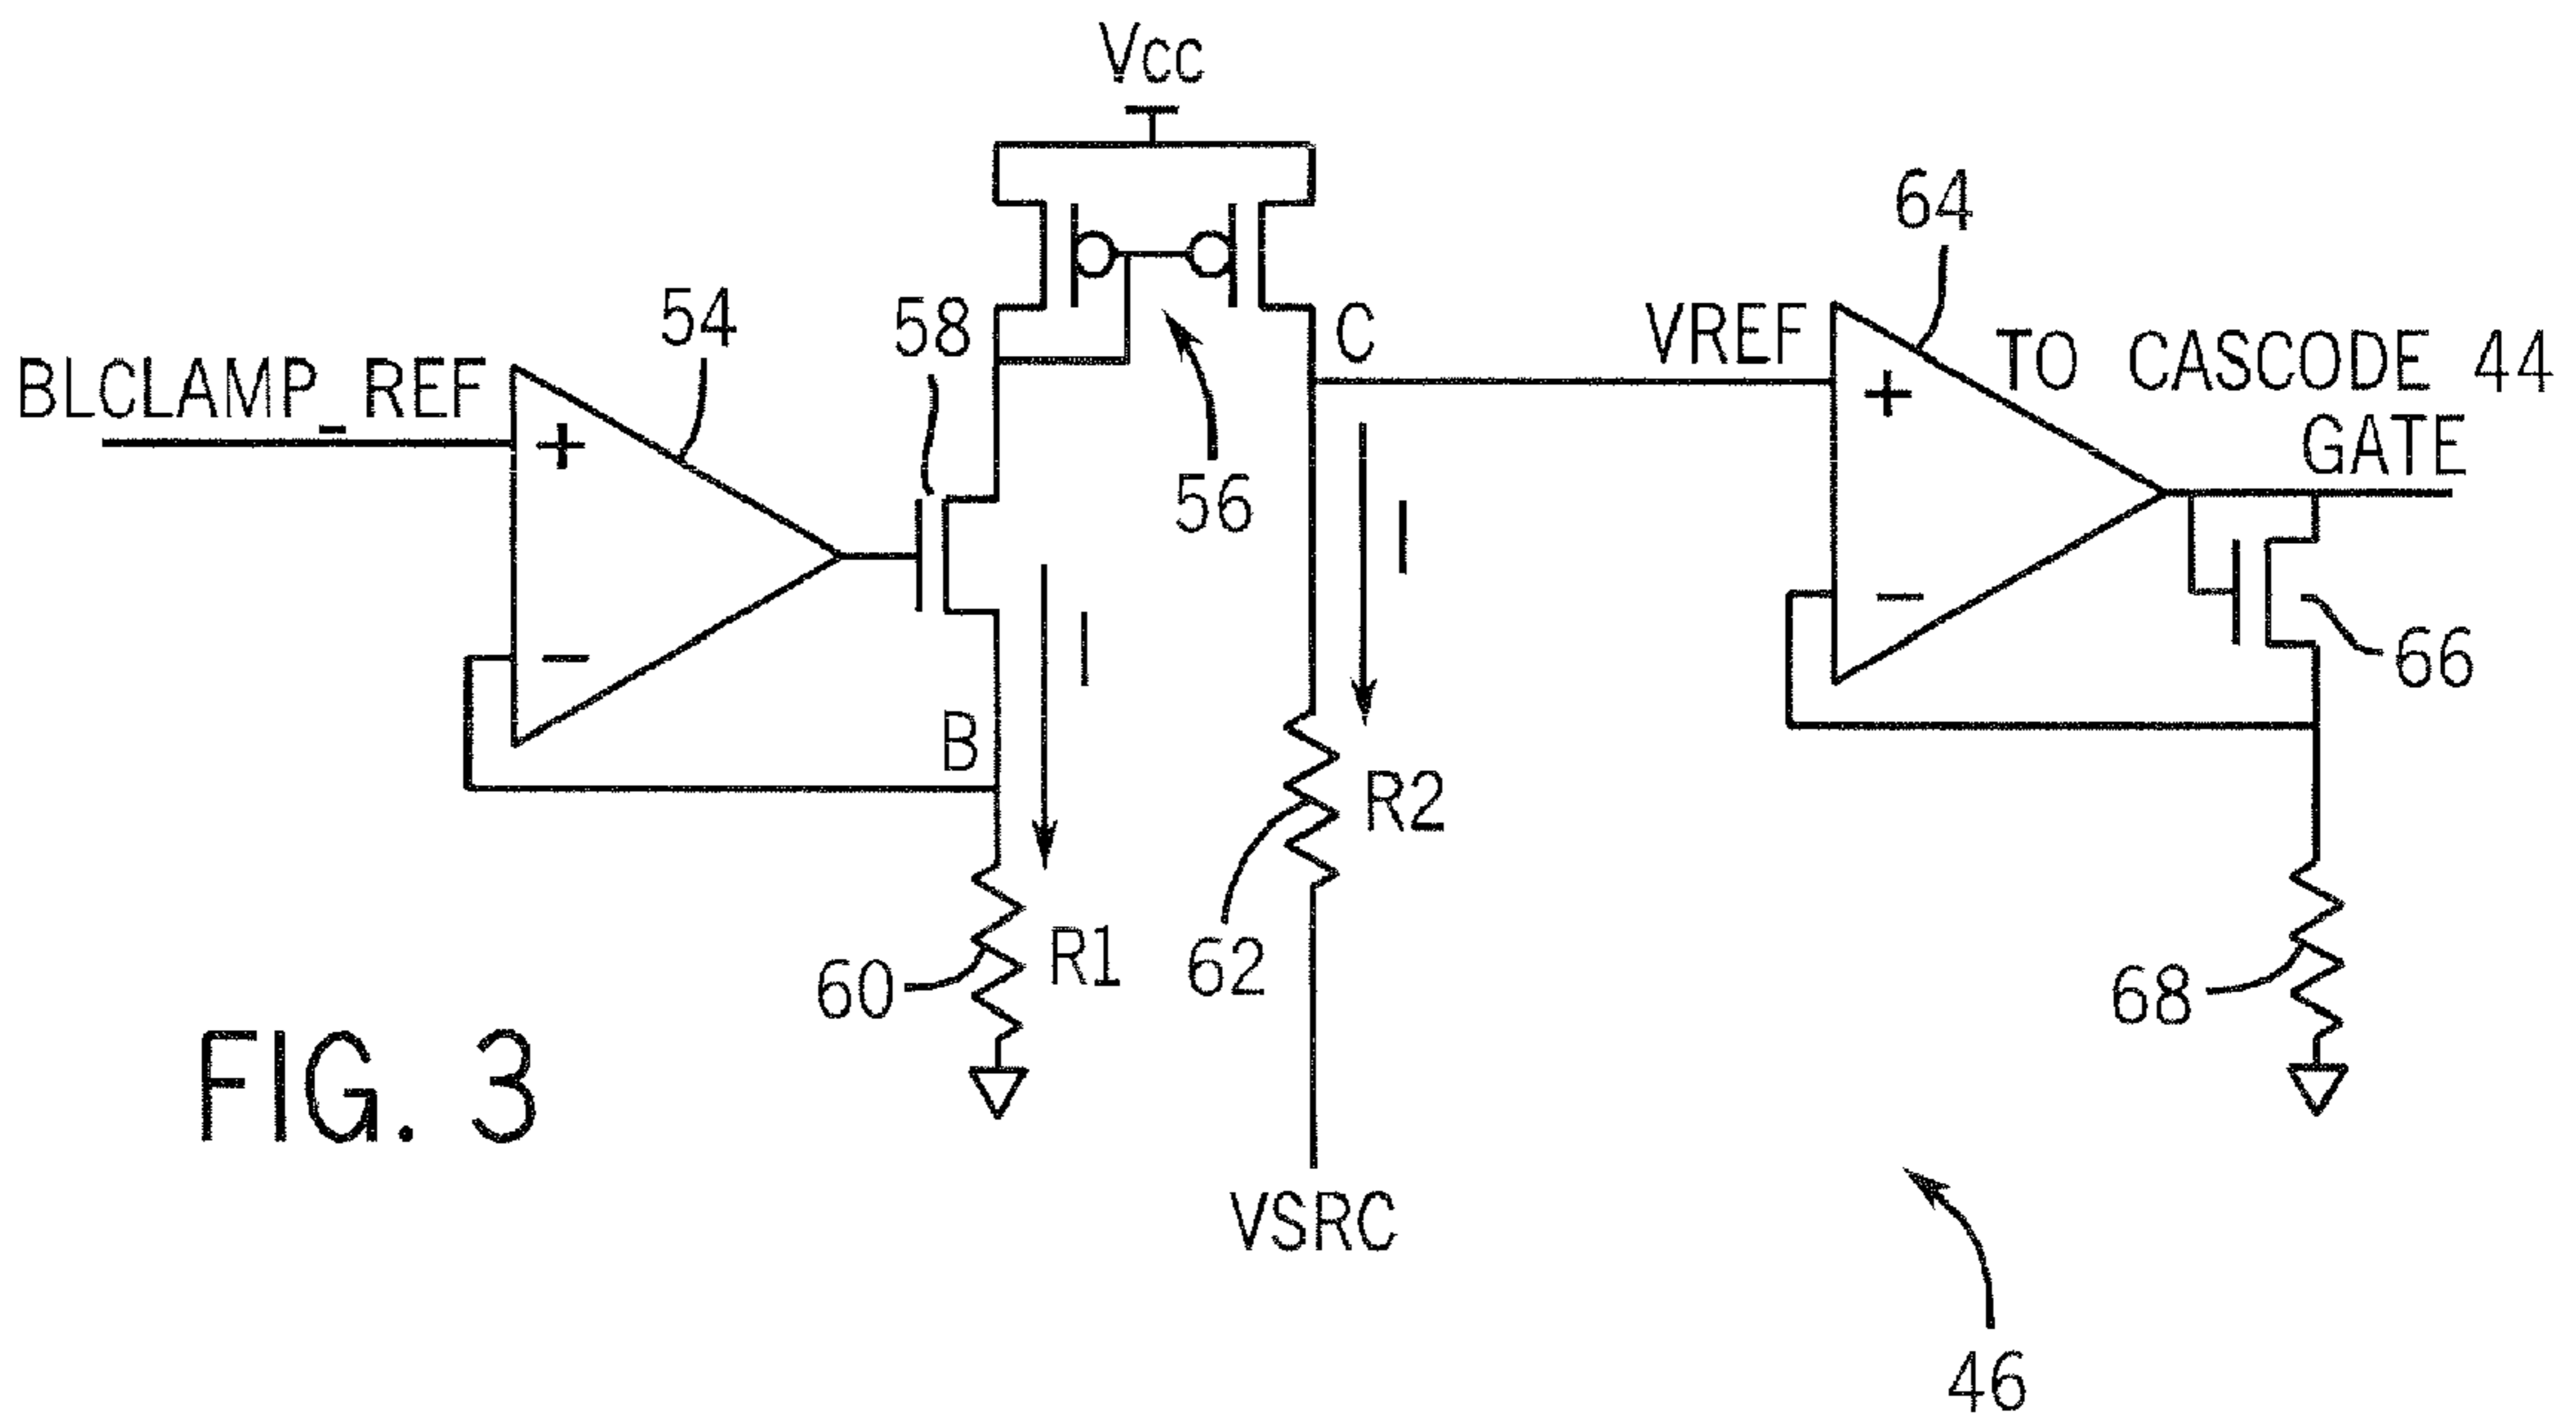 Vcc
64
54
58
C
VREF
TO CASCODE 44
GATE
BLCLAMP_REF
+
+
56
I
I
−
−
66
B
R2
62
R1
60
68
FIG. 3
VSRC
46